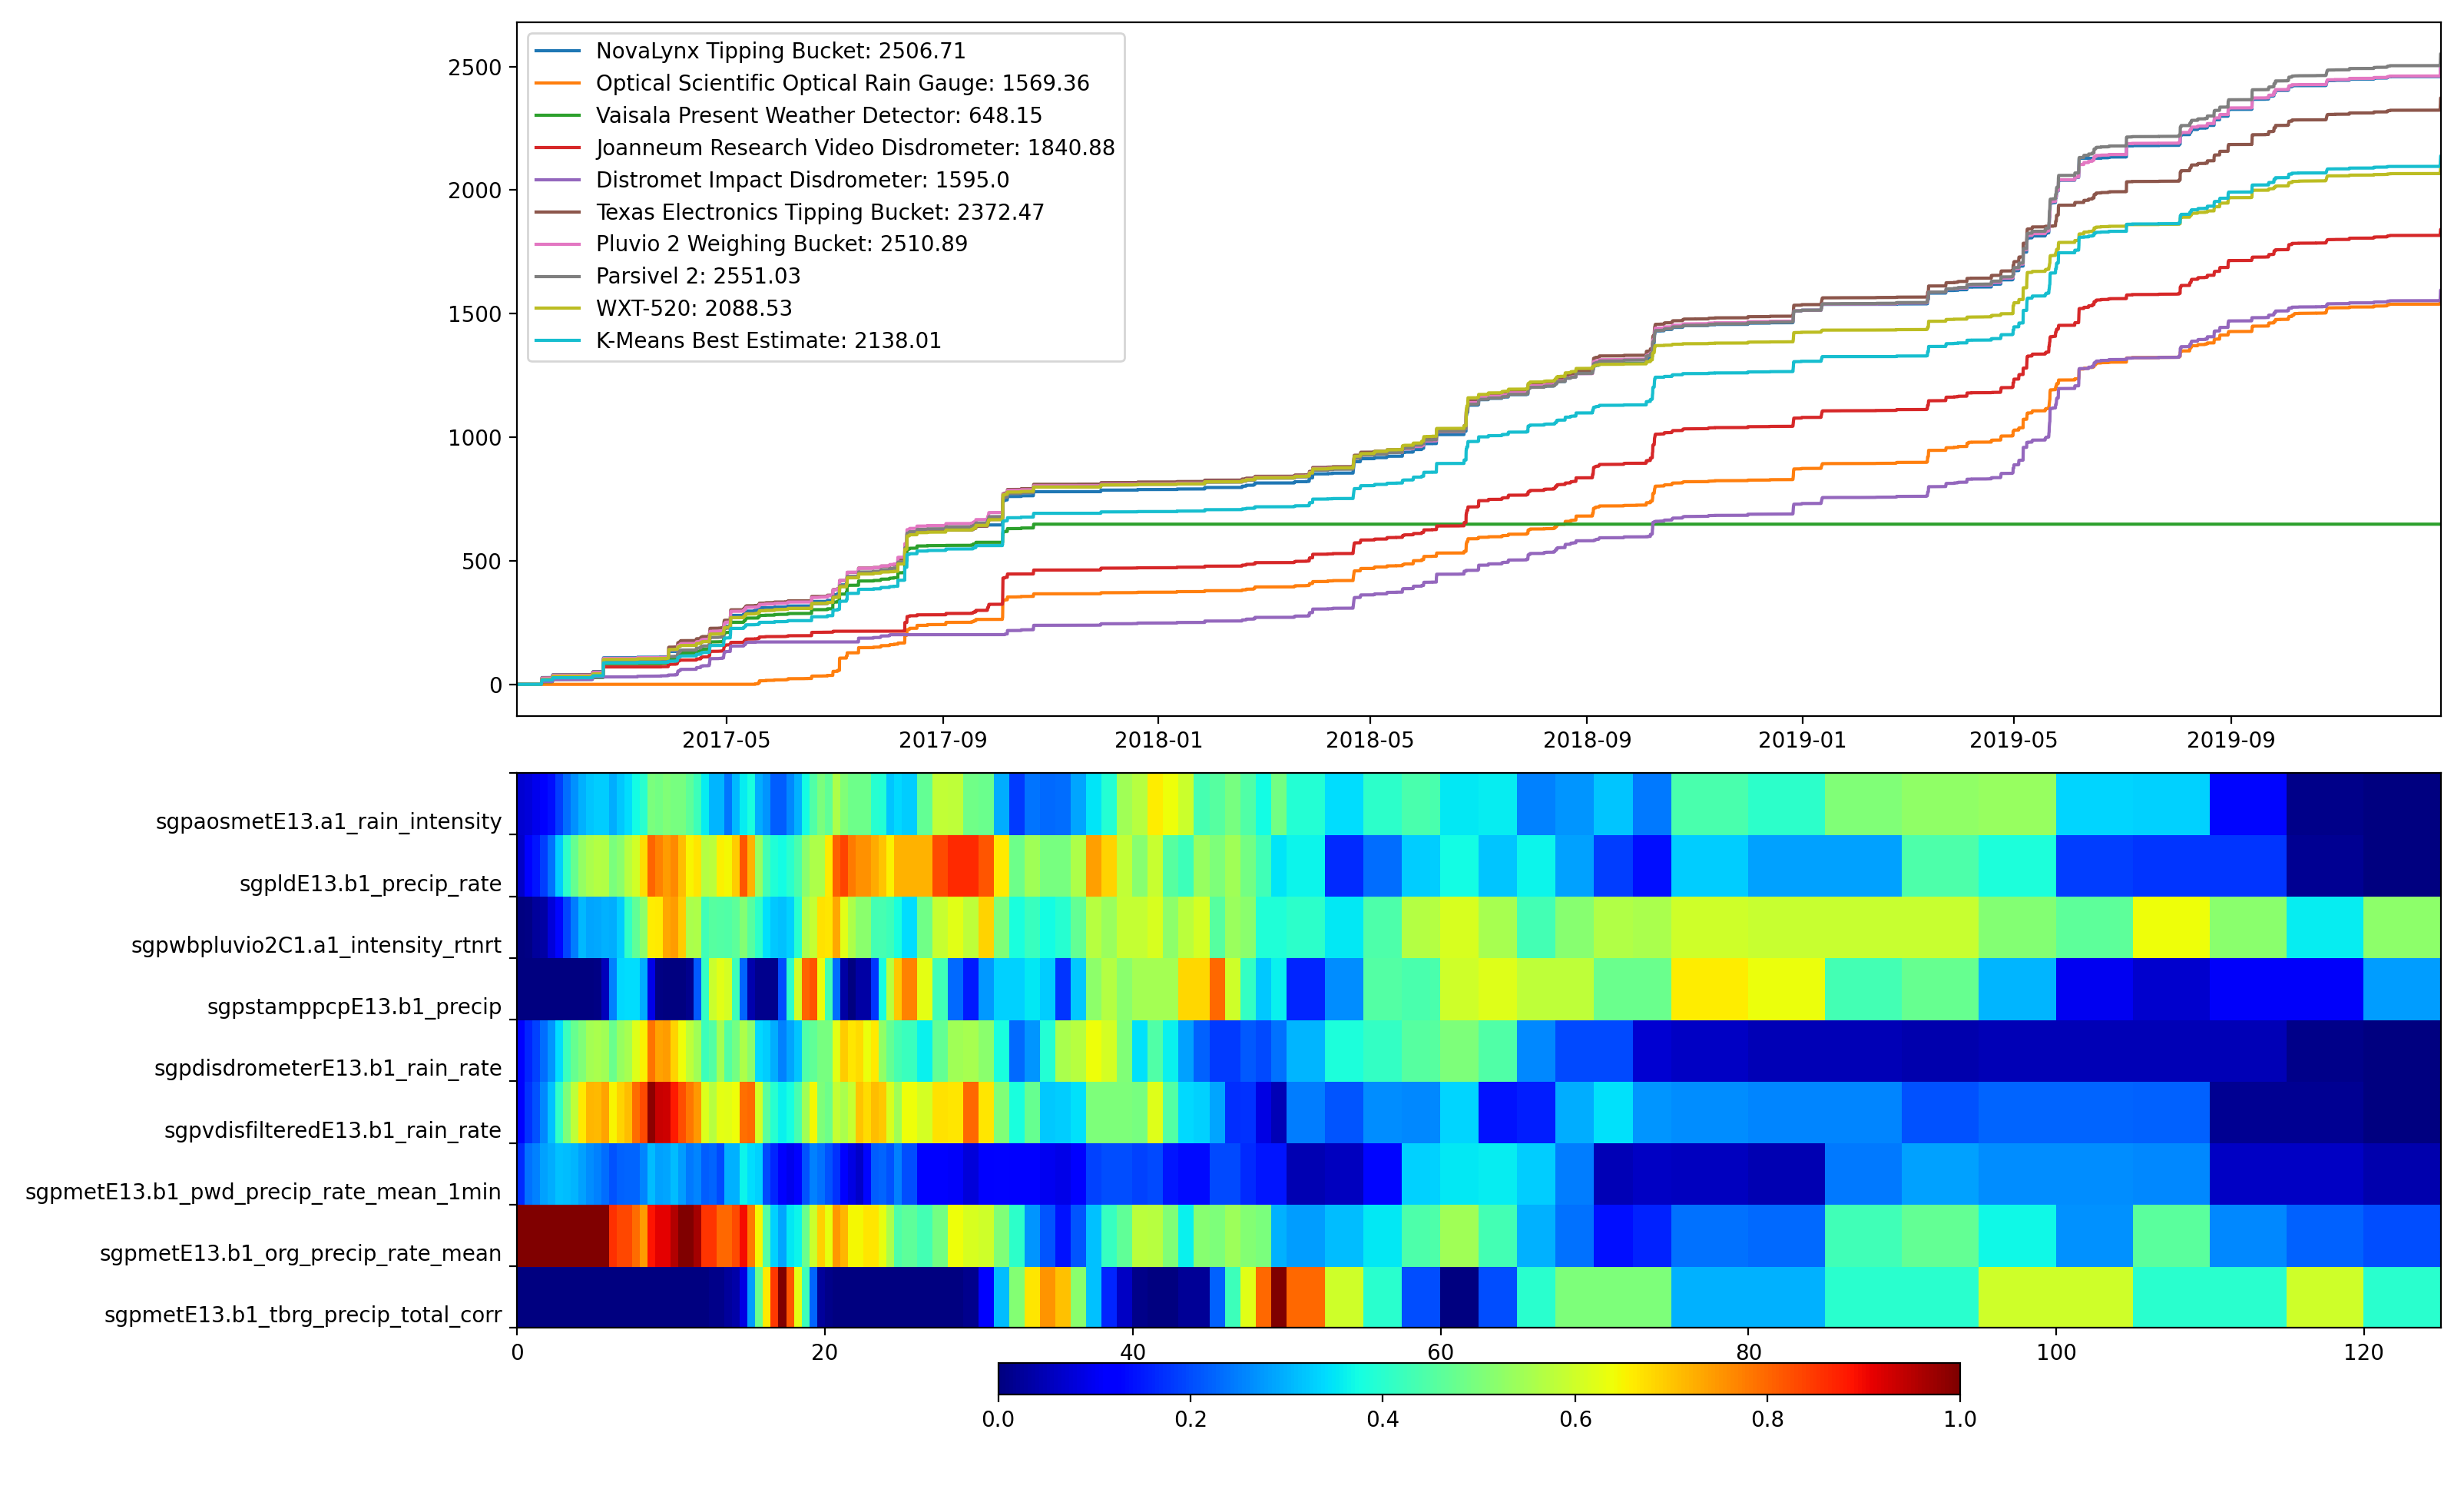 NovaLynx Tipping Bucket: 2506.71
Optical Scientific Optical Rain Gauge: 1569.36
Vaisala Present Weather Detector: 648.15
Joanneum Research Video Disdrometer: 1840.88
Distromet Impact Disdrometer: 1595.0
Texas Electronics Tipping Bucket: 2372.47
Pluvio 2 Weighing Bucket: 2510.89
Parsivel 2: 2551.03
WXT-520: 2088.53
K-Means Best Estimate: 2138.01
2500
2000
1500
1000
500
0
2017-05 2017-09 2018-01 2018-05 2018-09 2019-01 2019-05 2019-09
sgpaosmetE13.a1_rain_intensity
sgpldE13.b1_precip_rate
sgpwbpluvio2C1.a1_intensity_rtnrt
sgpstamppcpE13.b1_precip
sgpdisdrometerE13.b1_rain_rate
sgpvdisfilteredE13.b1_rain_rate
sgpmetE13.b1_pwd_precip_rate_mean_1min
sgpmetE13.b1_org_precip_rate_mean
sgpmetE13.b1_tbrg_precip_total_corr
0 20 40 60 80 100 120
0.0 0.2 0.4 0.6 0.8 1.0